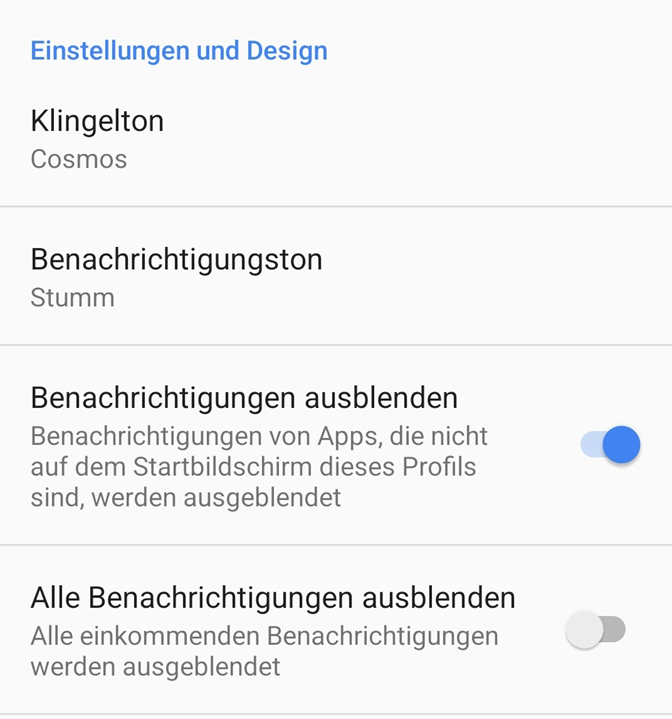 Einstellungen und Design
Klingelton
Cosmos
Benachrichtigungston
Stumm
Benachrichtigungen ausblenden
Benachrichtigungen von Apps, die nicht
auf dem Startbildschirm dieses Profils
sind, werden ausgeblendet
Alle Benachrichtigungen ausblenden
Alle einkommenden Benachrichtigungen
werden ausgeblendet